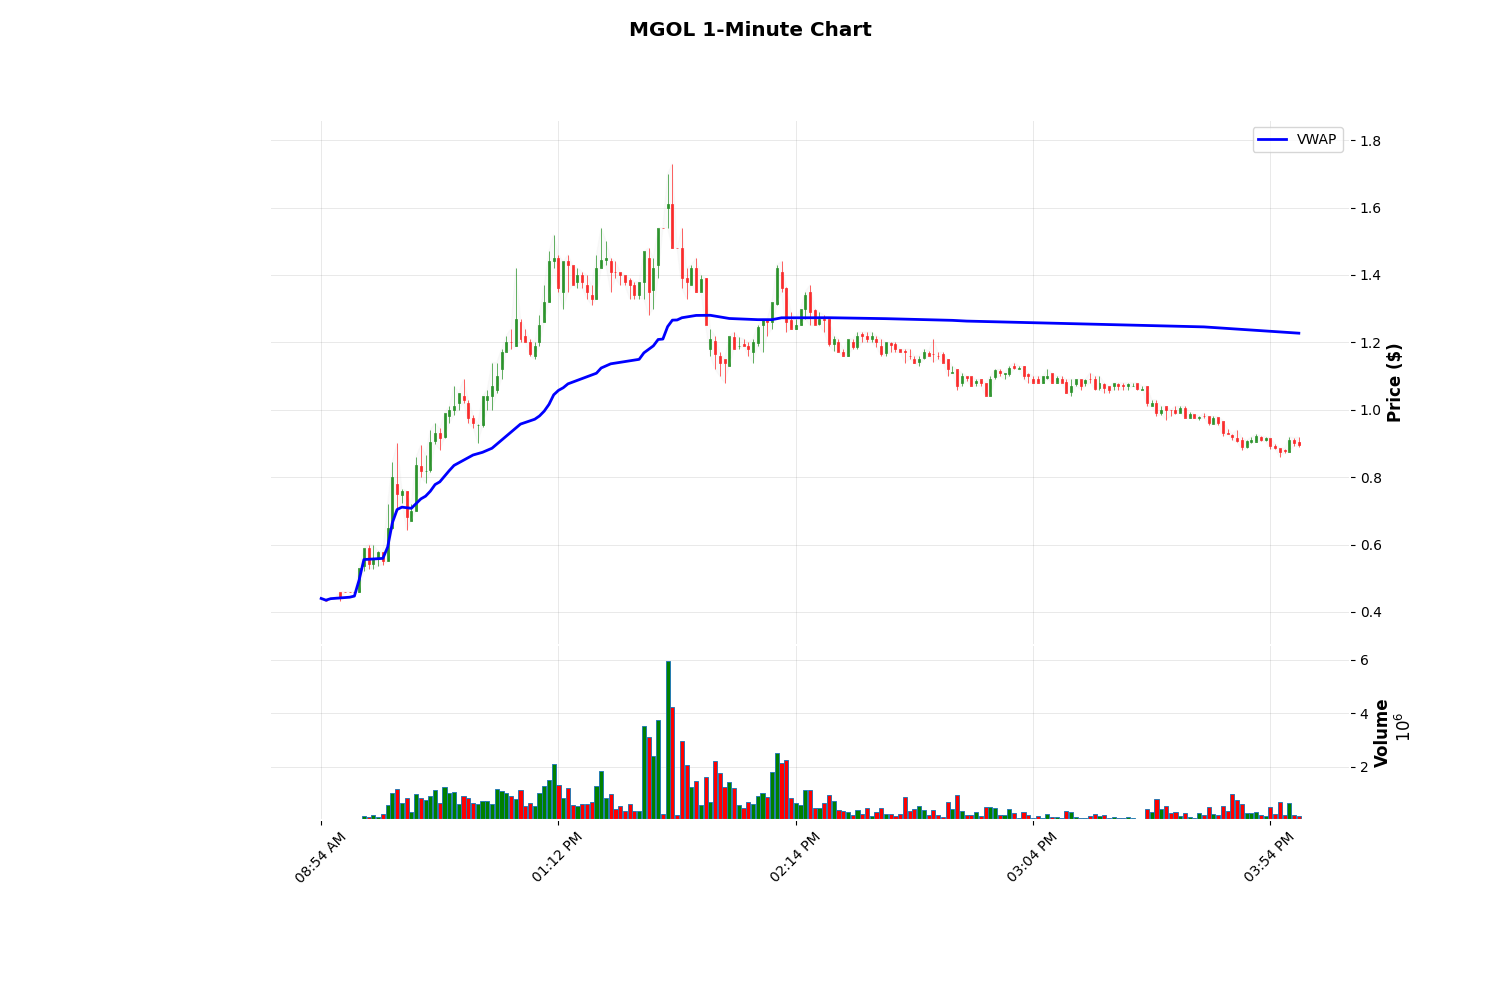 MGOL 1-Minute Chart
VWAP
1.8
1.6
1.4
1.2
1.0
0.8
0.6
0.4
Price ($)
6
4
2
Volume
10⁶
08:54 AM
01:12 PM
02:14 PM
03:04 PM
03:54 PM